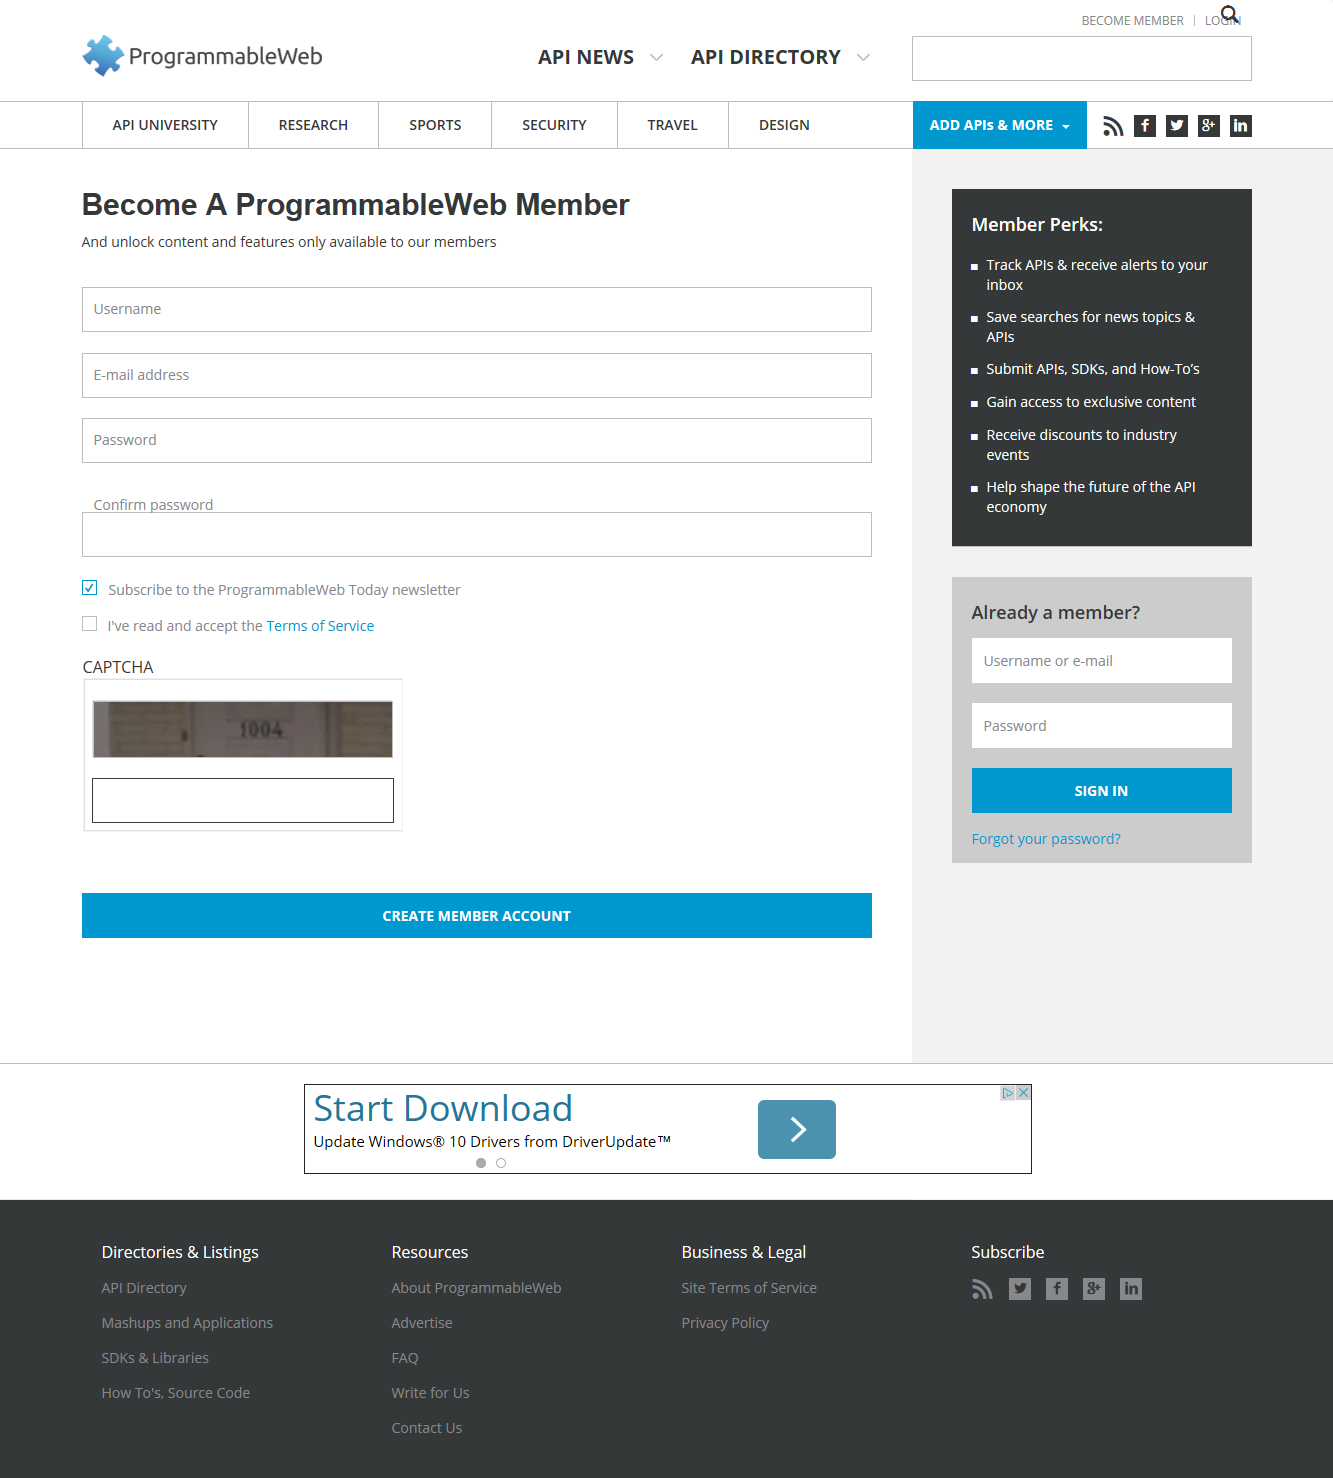 BECOME MEMBER | LOGIN
ProgrammableWeb
API NEWS
API DIRECTORY
API UNIVERSITY
RESEARCH
SPORTS
SECURITY
TRAVEL
DESIGN
ADD APIs & MORE
Become A ProgrammableWeb Member
And unlock content and features only available to our members
Username
E-mail address
Password
Confirm password
Subscribe to the ProgrammableWeb Today newsletter
I've read and accept the Terms of Service
CAPTCHA
1004
CREATE MEMBER ACCOUNT
Member Perks:
Track APIs & receive alerts to your
inbox
Save searches for news topics &
APIs
Submit APIs, SDKs, and How-To’s
Gain access to exclusive content
Receive discounts to industry
events
Help shape the future of the API
economy
Already a member?
Username or e-mail
Password
SIGN IN
Forgot your password?
Start Download
Update Windows® 10 Drivers from DriverUpdate™
Directories & Listings
API Directory
Mashups and Applications
SDKs & Libraries
How To's, Source Code
Resources
About ProgrammableWeb
Advertise
FAQ
Write for Us
Contact Us
Business & Legal
Site Terms of Service
Privacy Policy
Subscribe